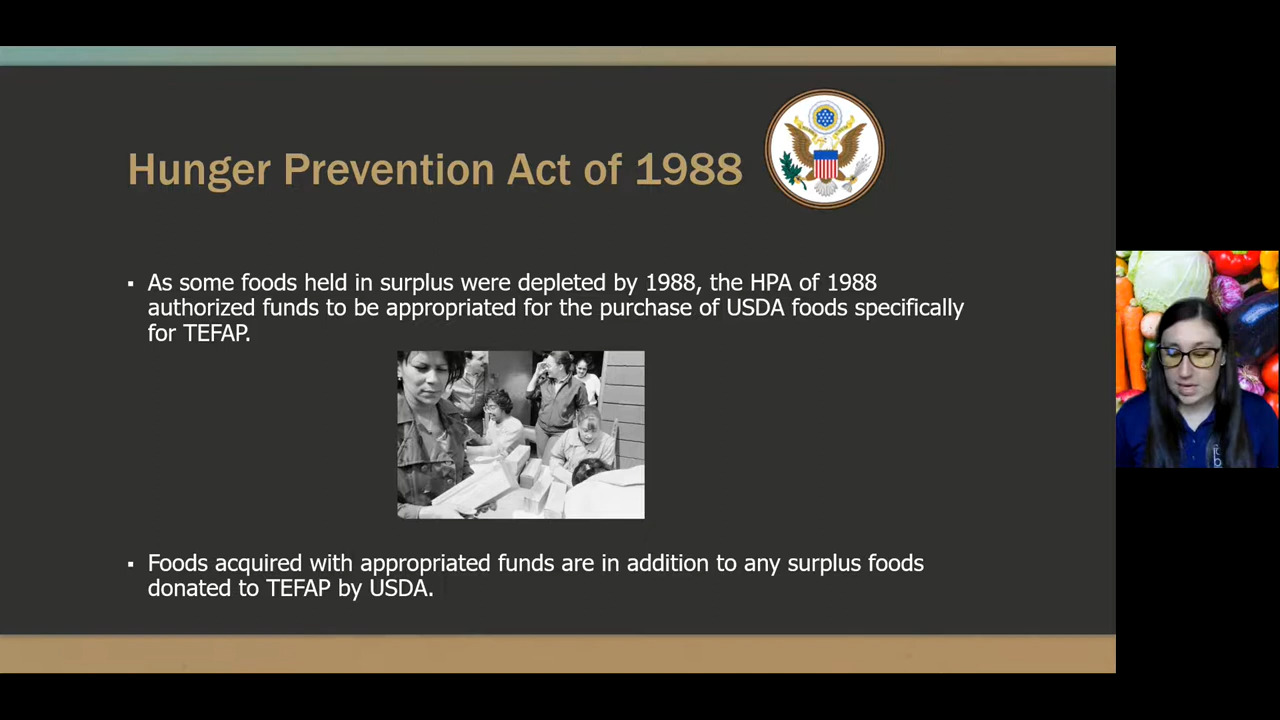 Hunger Prevention Act of 1988
▪ As some foods held in surplus were depleted by 1988, the HPA of 1988
authorized funds to be appropriated for the purchase of USDA foods specifically
for TEFAP.
▪ Foods acquired with appropriated funds are in addition to any surplus foods
donated to TEFAP by USDA.